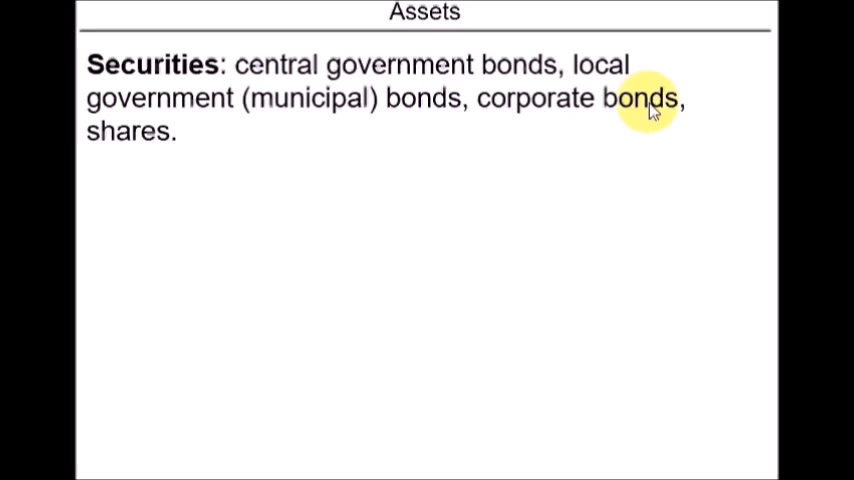 Assets
Securities: central government bonds, local
government (municipal) bonds, corporate bonds,
shares.